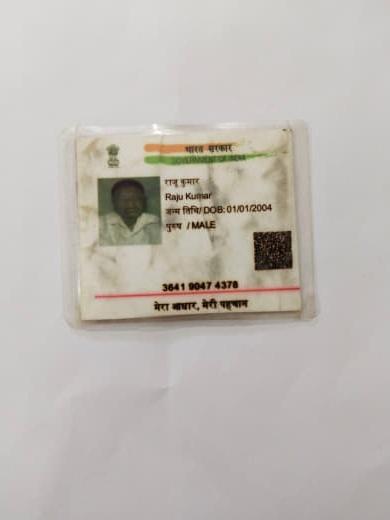 भारत सरकार
GOVERNMENT OF INDIA
राजू कुमार
Raju Kumar
जन्म तिथि/ DOB: 01/01/2004
पुरुष / MALE
3641 9047 4378
मेरा आधार, मेरी पहचान